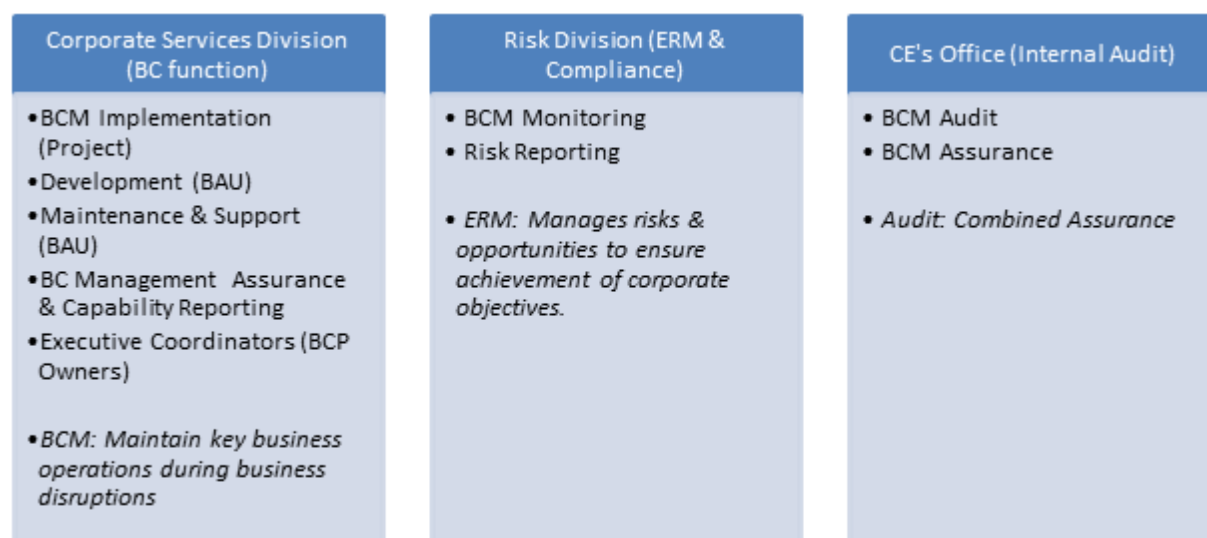 Corporate Services Division
(BC function)
•BCM Implementation
(Project)
•Development (BAU)
•Maintenance & Support
(BAU)
•BC Management Assurance
& Capability Reporting
•Executive Coordinators (BCP
Owners)
•BCM: Maintain key business
operations during business
disruptions
Risk Division (ERM &
Compliance)
• BCM Monitoring
• Risk Reporting
• ERM: Manages risks &
opportunities to ensure
achievement of corporate
objectives.
CE's Office (Internal Audit)
• BCM Audit
• BCM Assurance
• Audit: Combined Assurance